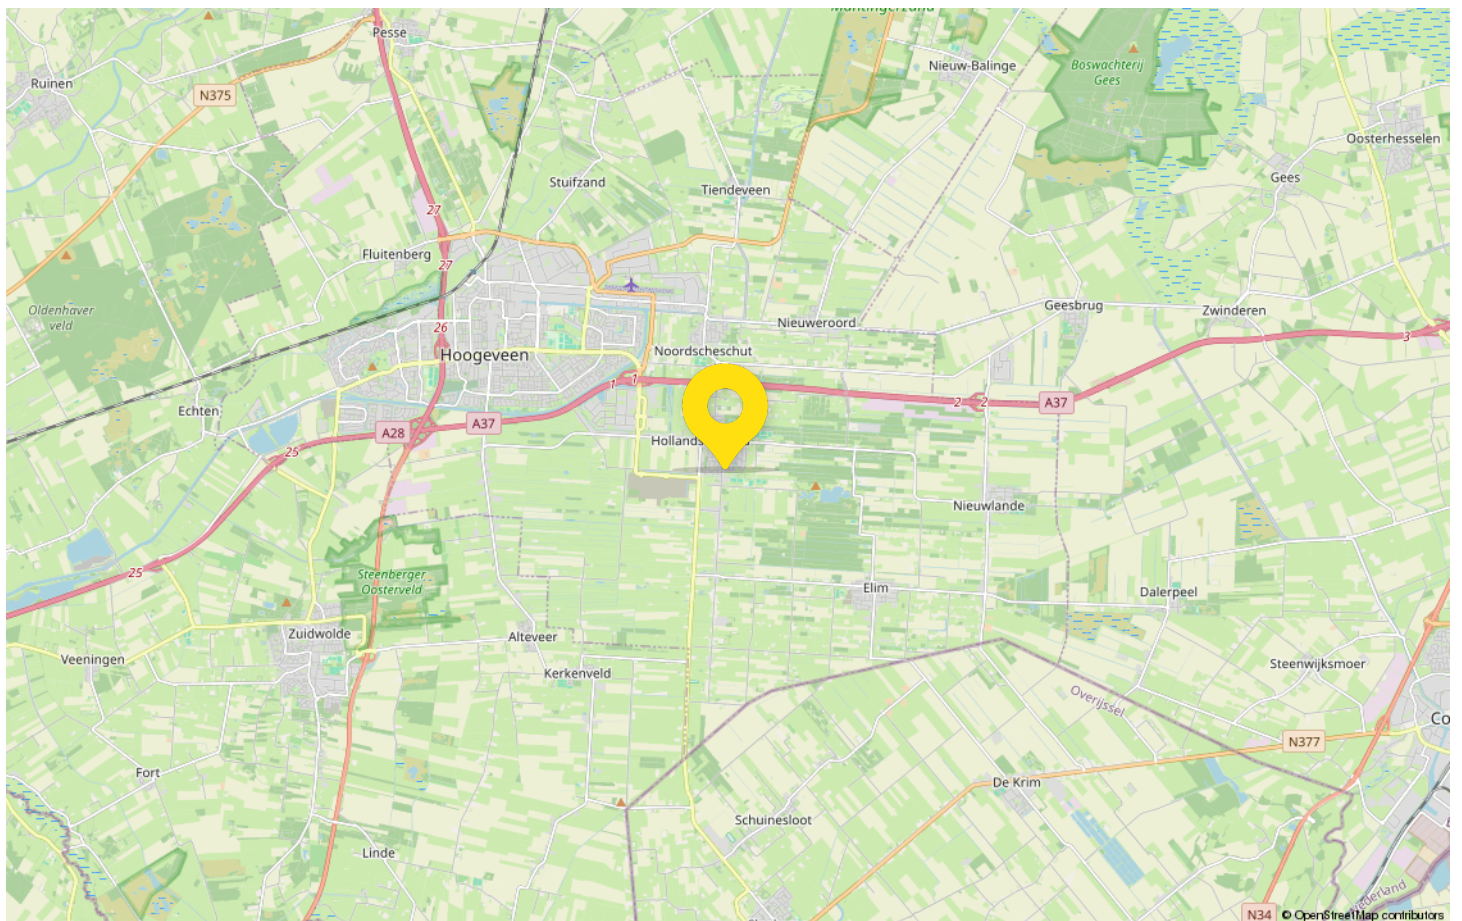 Mantingerzand
Pesse
Nieuw-Balinge
Boswachterij
Gees
Ruinen
N375
Oosterhesselen
Gees
Stuifzand
Tiendeveen
27
Fluitenberg
27
Oldenhaver
veld
Geesbrug
Zwinderen
Nieuweroord
26
3
Hoogeveen
Noordscheschut
1
1
2
2
A37
Echten
A28
A37
25
Nieuwlande
25
Steenberger
Oosterveld
Elim
Dalerpeel
Zuidwolde
Alteveer
Veeningen
Kerkenveld
Steenwijksmoer
Overijssel
Co
N377
Fort
De Krim
Schuinesloot
Linde
N34
© OpenStreetMap contributors